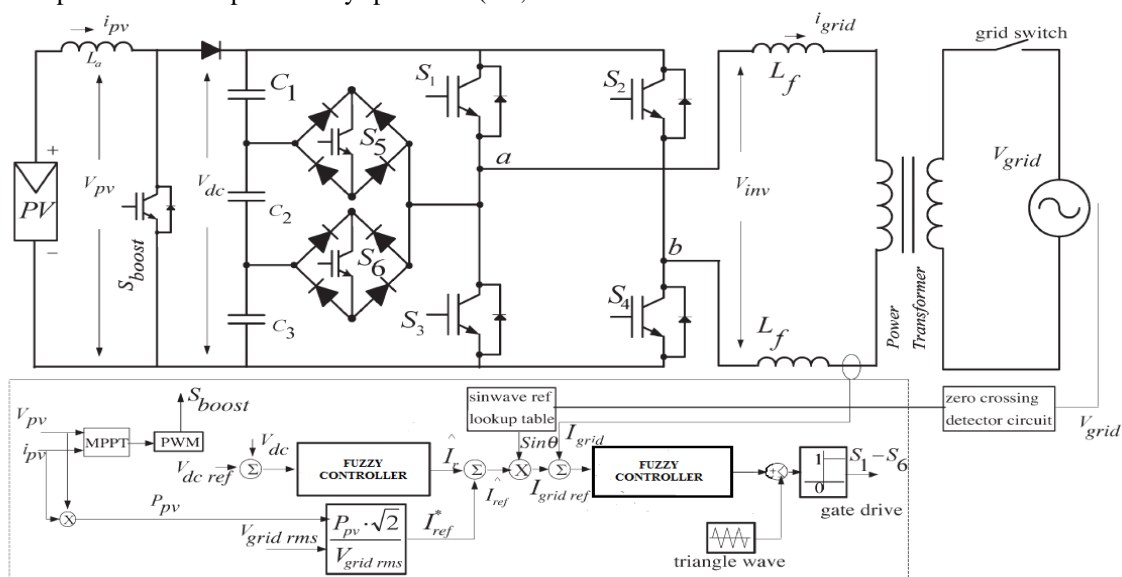 i_pv
L_a
C_1
S_5
S_1
S_2
a
i_grid
L_f
grid switch
+
PV
−
V_pv
S_boost
V_dc
C_2
S_6
C_3
S_3
b
S_4
V_inv
L_f
Power
Transformer
V_grid
V_pv
i_pv
MPPT
PWM
S_boost
V_dc ref
Σ
V_dc
FUZZY
CONTROLLER
Î_r
Σ
Î_ref
sinwave ref
lookup table
Sinθ
X
I_grid
Σ
I_grid ref
FUZZY
CONTROLLER
+
1
0
S_1−S_6
gate drive
zero crossing
detector circuit
V_grid
X
P_pv
V_grid rms
P_pv·√2
V_grid rms
I*_ref
triangle wave